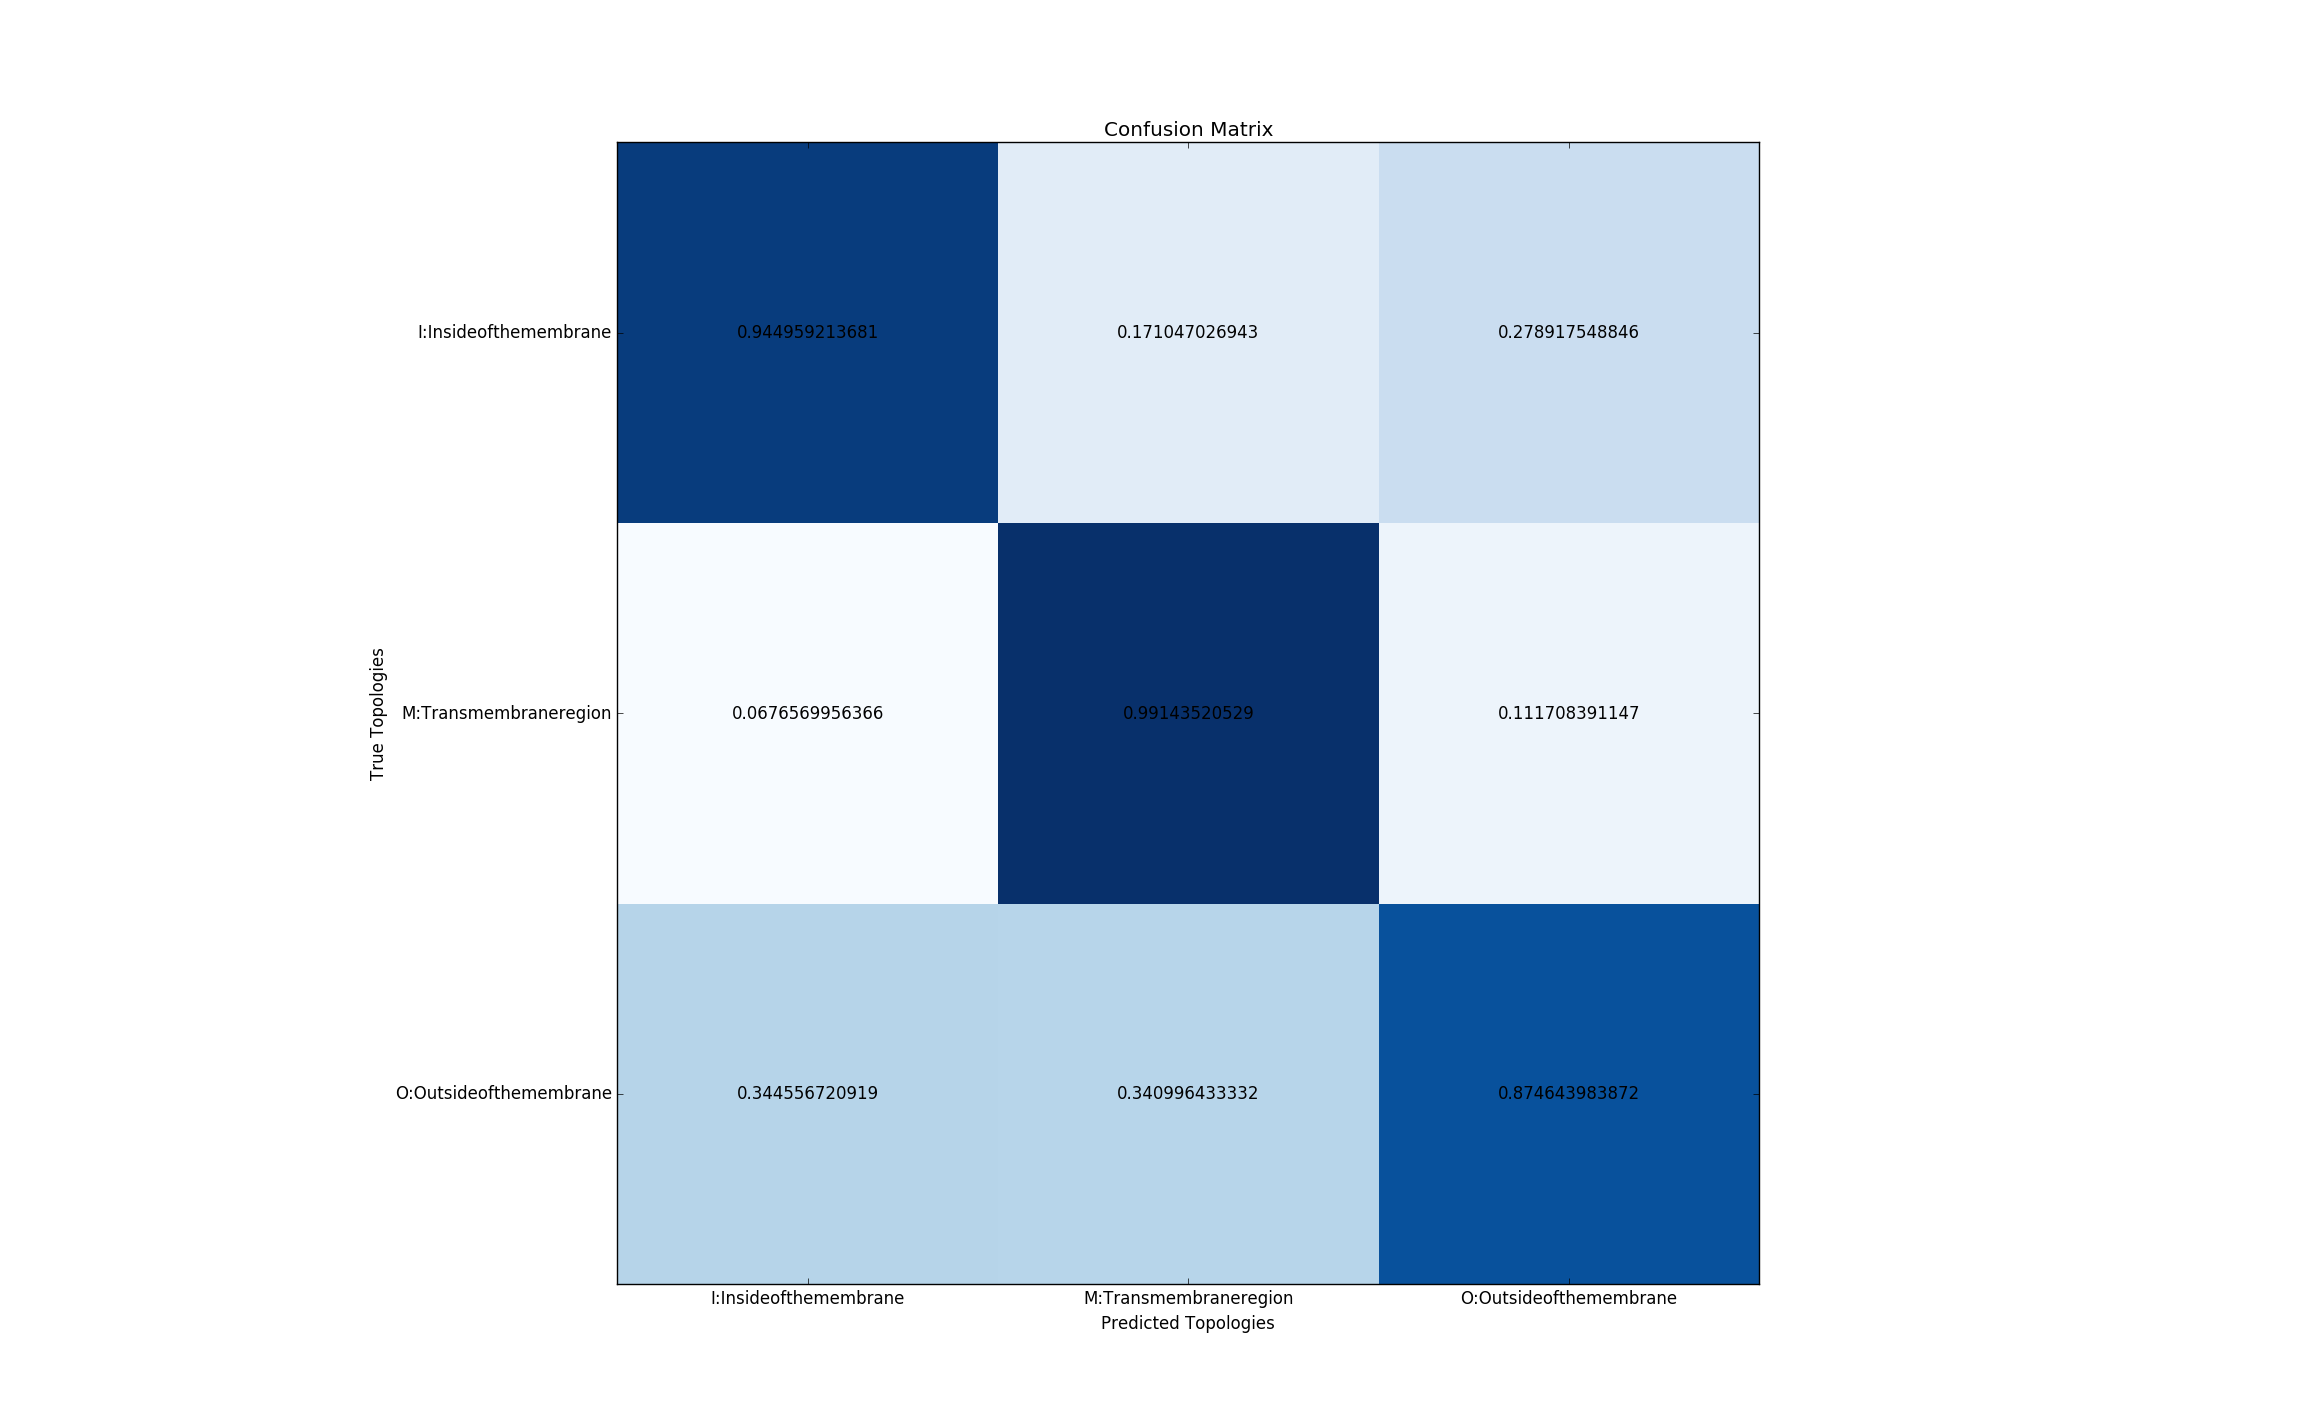 Confusion Matrix
I:Insideofthemembrane 0.944959213681 0.171047026943 0.278917548846
M:Transmembraneregion 0.0676569956366 0.99143520529 0.111708391147
O:Outsideofthemembrane 0.344556720919 0.340996433332 0.874643983872
True Topologies
I:Insideofthemembrane M:Transmembraneregion O:Outsideofthemembrane
Predicted Topologies